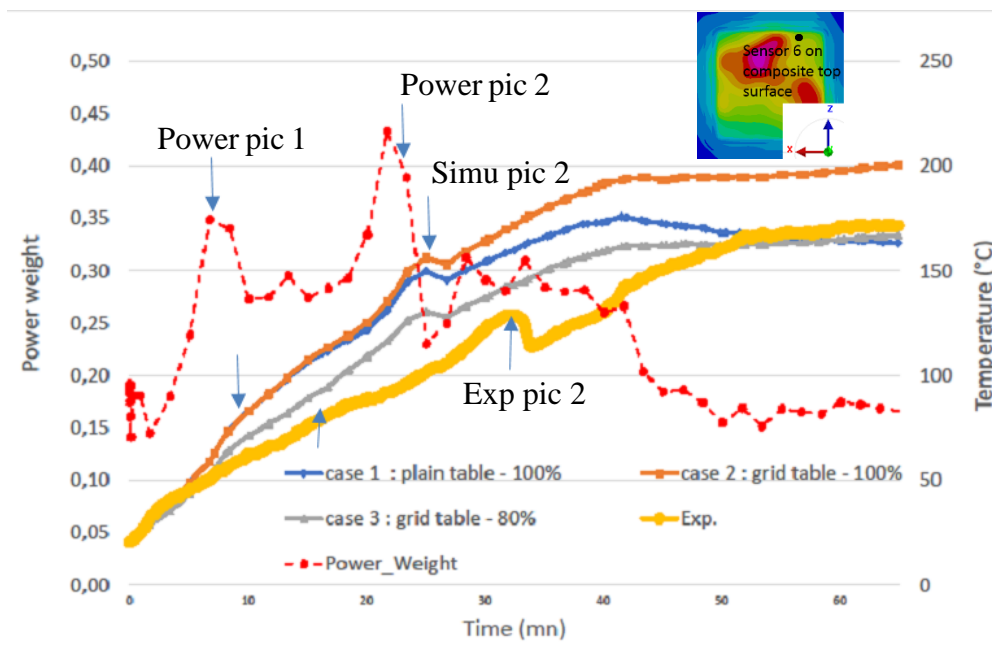 Sensor 6 on
composite top
surface
z
x
0,50
0,45
0,40
0,35
0,30
0,25
0,20
0,15
0,10
0,05
0,00
Power weight
250
200
150
100
50
0
Temperature (°C)
Power pic 1
Power pic 2
Simu pic 2
Exp pic 2
case 1 : plain table - 100%
case 2 : grid table - 100%
case 3 : grid table - 80%
Exp.
Power_Weight
0 10 20 30 40 50 60
Time (mn)